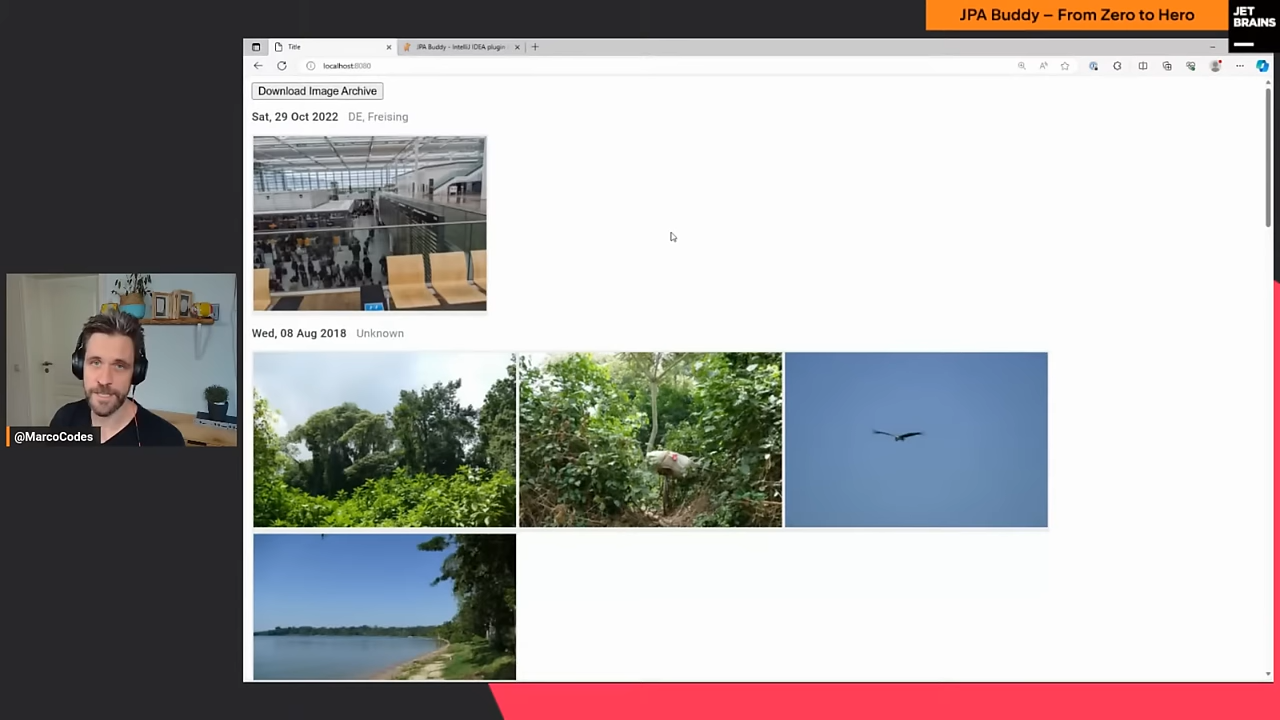 JPA Buddy – From Zero to Hero
JET
BRAINS
Title
JPA Buddy - IntelliJ IDEA plugin
localhost:8080
Download Image Archive
Sat, 29 Oct 2022 DE, Freising
Wed, 08 Aug 2018 Unknown
@MarcoCodes